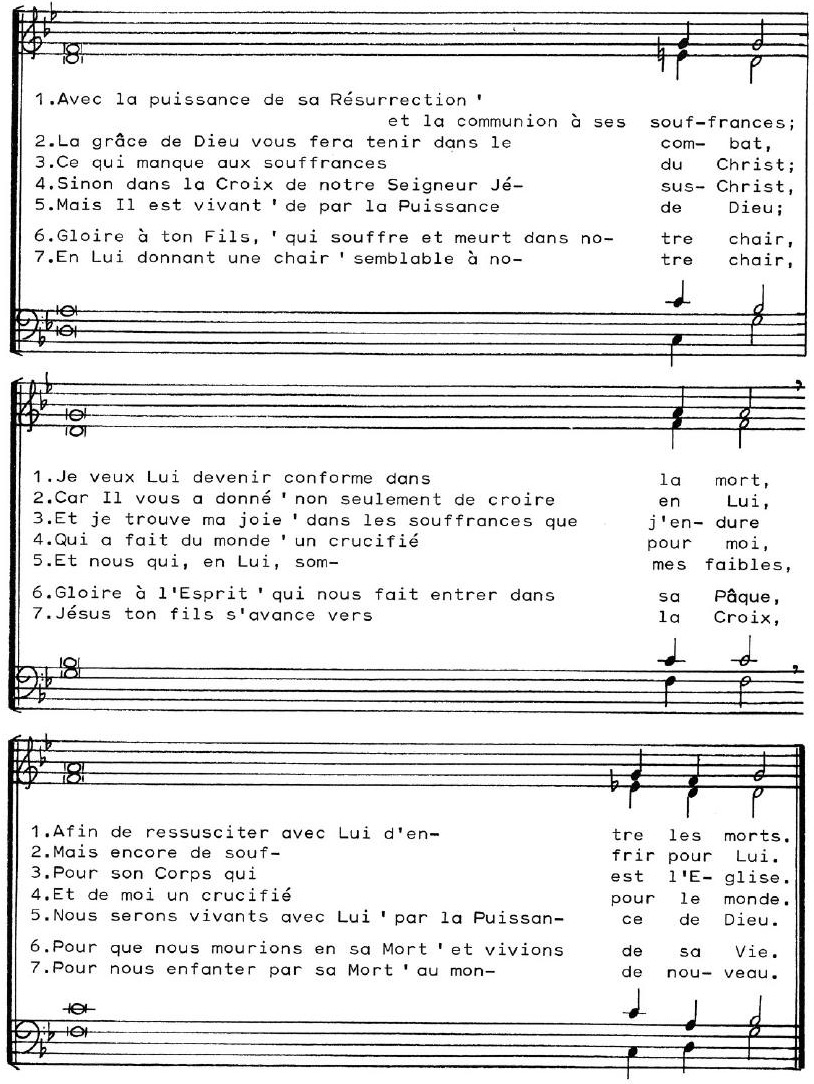 1.Avec la puissance de sa Résurrection '
et la communion à ses souf-frances;
2.La grâce de Dieu vous fera tenir dans le com- bat,
3.Ce qui manque aux souffrances du Christ;
4.Sinon dans la Croix de notre Seigneur Jé- sus- Christ,
5.Mais Il est vivant ' de par la Puissance de Dieu;
6.Gloire à ton Fils, ' qui souffre et meurt dans no- tre chair,
7.En Lui donnant une chair ' semblable à no- tre chair,
1.Je veux Lui devenir conforme dans la mort,
2.Car Il vous a donné ' non seulement de croire en Lui,
3.Et je trouve ma joie ' dans les souffrances que j'en- dure
4.Qui a fait du monde ' un crucifié pour moi,
5.Et nous qui, en Lui, som- mes faibles,
6.Gloire à l'Esprit ' qui nous fait entrer dans sa Pâque,
7.Jésus ton fils s'avance vers la Croix,
1.Afin de ressusciter avec Lui d'en- tre les morts.
2.Mais encore de souf- frir pour Lui.
3.Pour son Corps qui est l'E- glise.
4.Et de moi un crucifié pour le monde.
5.Nous serons vivants avec Lui ' par la Puissan- ce de Dieu.
6.Pour que nous mourions en sa Mort ' et vivions de sa Vie.
7.Pour nous enfanter par sa Mort ' au mon- de nou- veau.